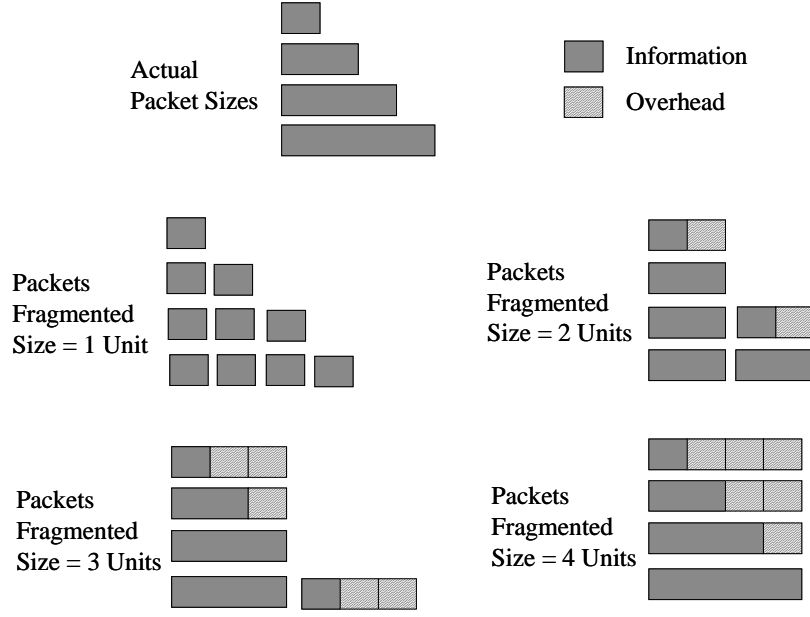 Actual
Packet Sizes
Information
Overhead
Packets
Fragmented
Size = 1 Unit
Packets
Fragmented
Size = 2 Units
Packets
Fragmented
Size = 3 Units
Packets
Fragmented
Size = 4 Units